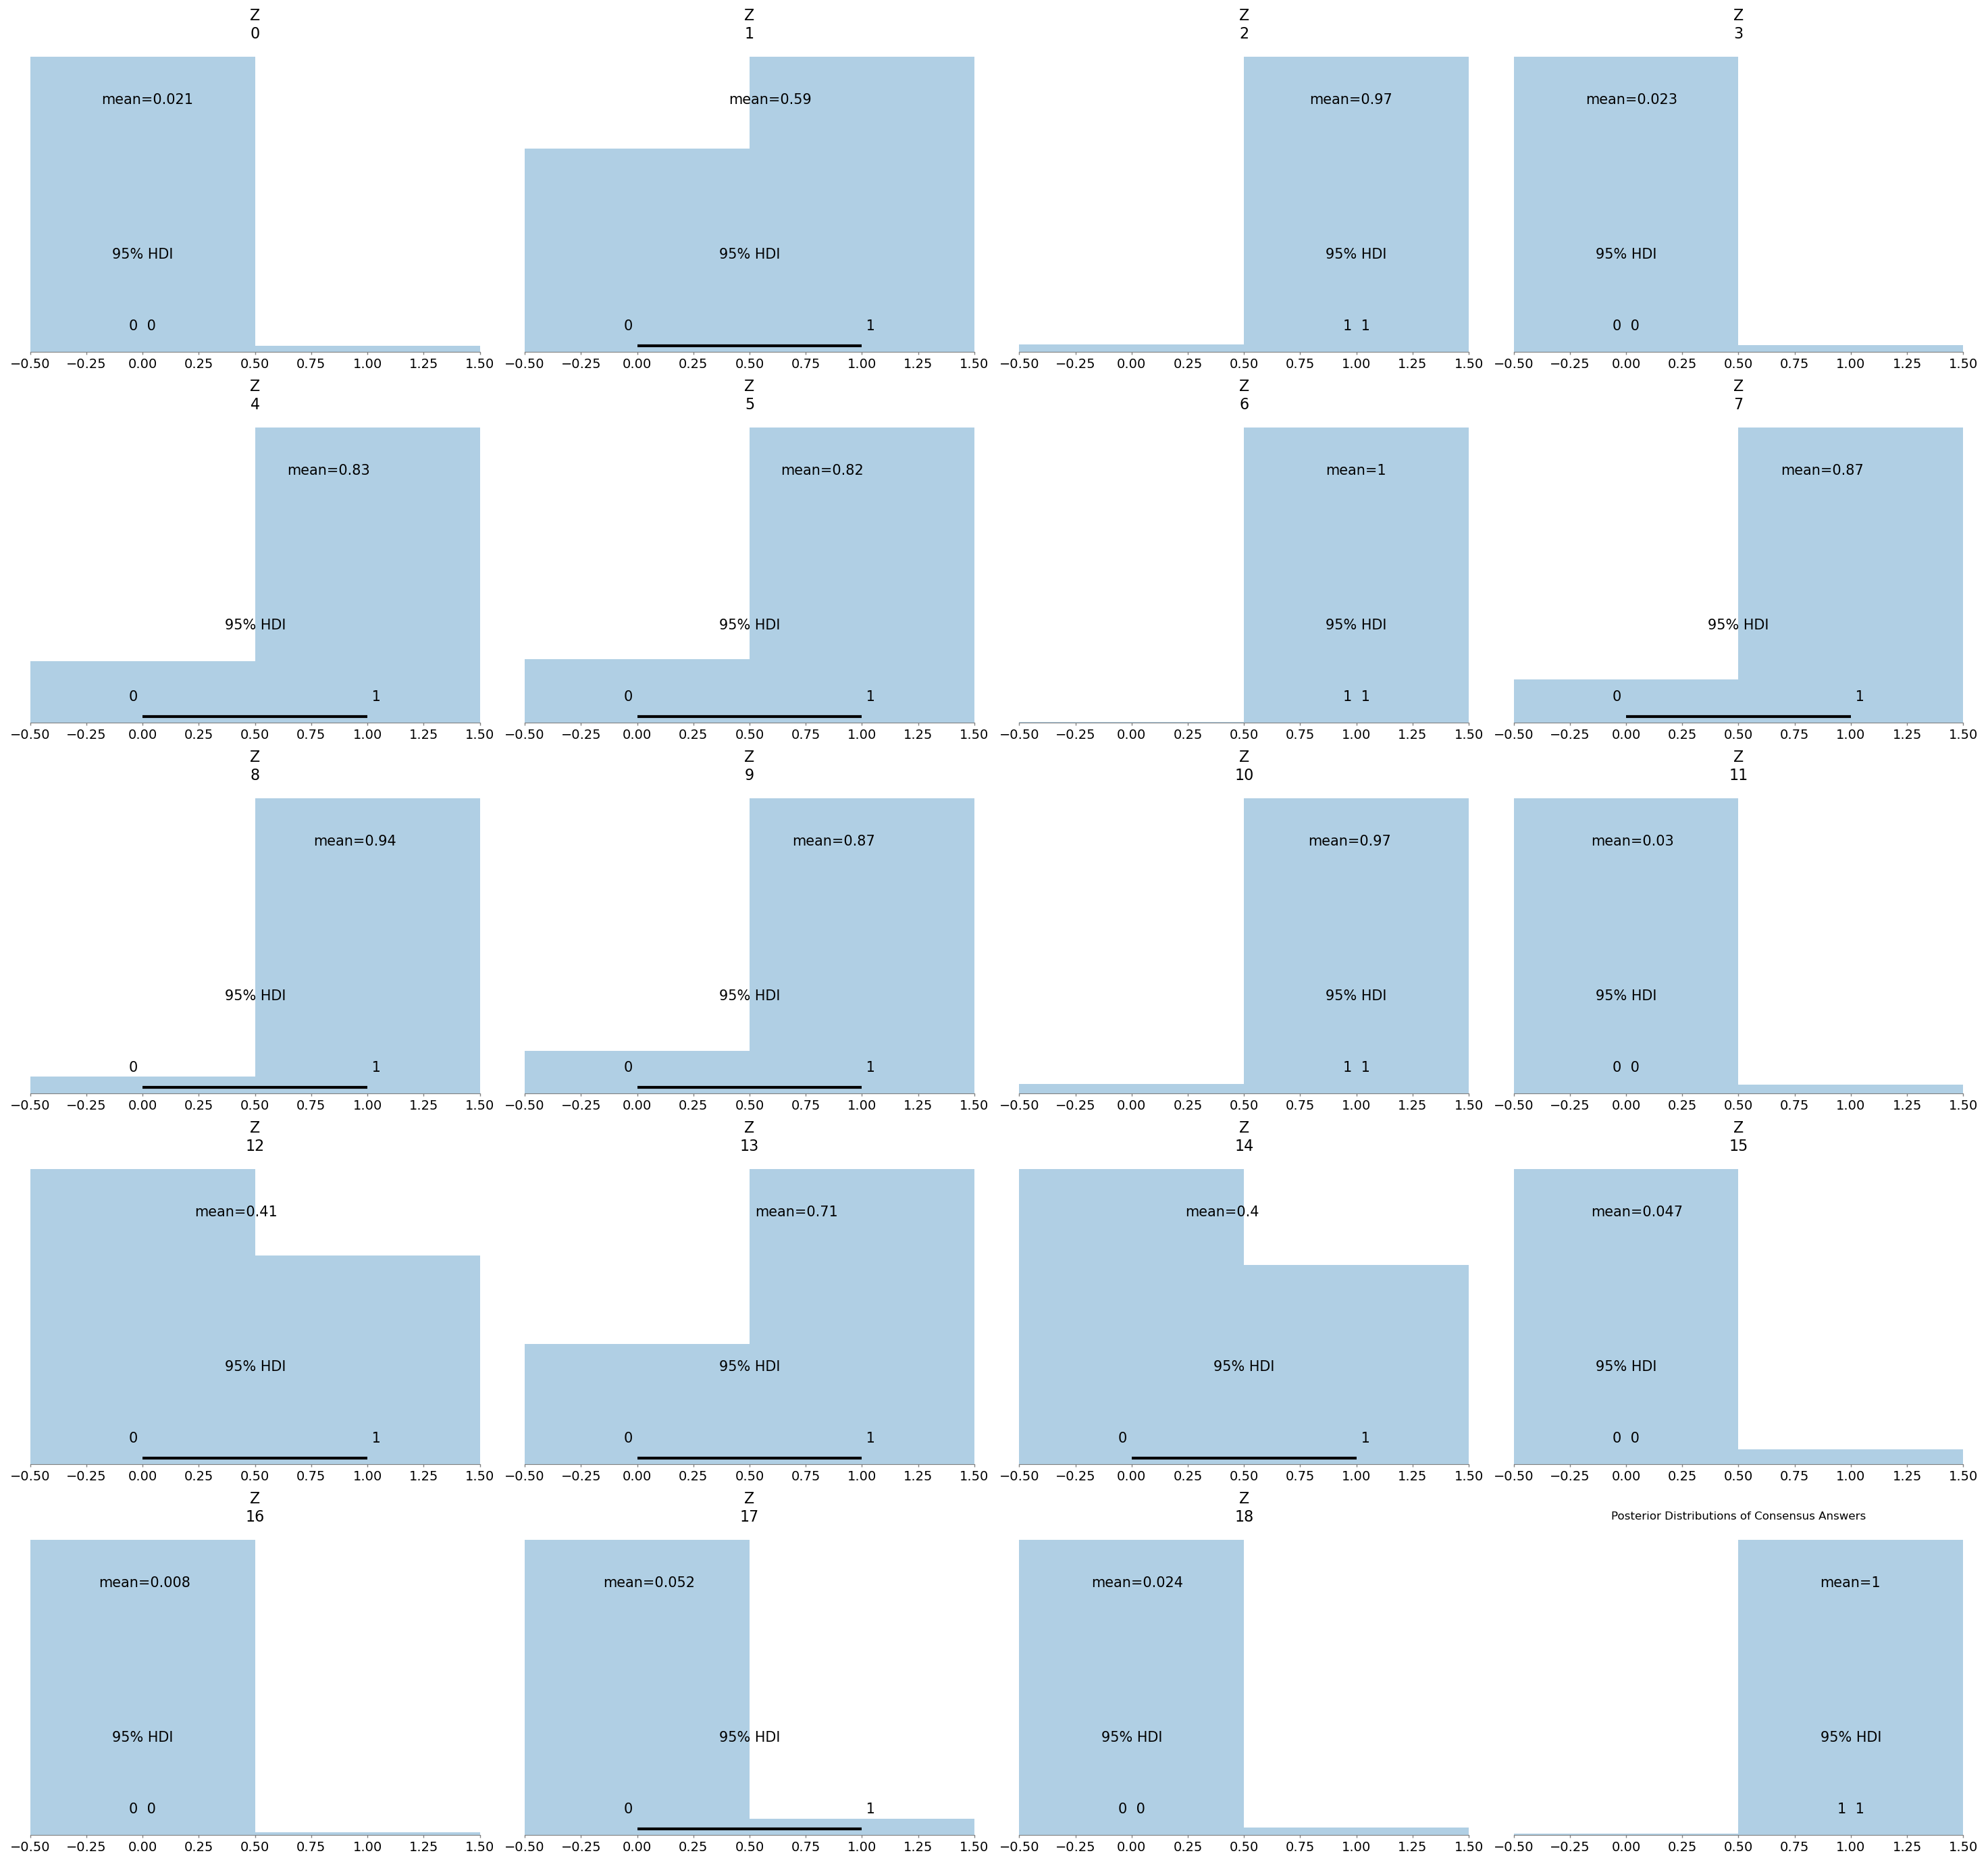 Z
0
Z
1
Z
2
Z
3
mean=0.021
mean=0.59
mean=0.97
mean=0.023
95% HDI
95% HDI
95% HDI
95% HDI
0 0
0 1
1 1
0 0
−0.50 −0.25 0.00 0.25 0.50 0.75 1.00 1.25 1.50
−0.50 −0.25 0.00 0.25 0.50 0.75 1.00 1.25 1.50
−0.50 −0.25 0.00 0.25 0.50 0.75 1.00 1.25 1.50
−0.50 −0.25 0.00 0.25 0.50 0.75 1.00 1.25 1.50
Z
4
Z
5
Z
6
Z
7
mean=0.83
mean=0.82
mean=1
mean=0.87
95% HDI
95% HDI
95% HDI
95% HDI
0 1
0 1
1 1
0 1
−0.50 −0.25 0.00 0.25 0.50 0.75 1.00 1.25 1.50
−0.50 −0.25 0.00 0.25 0.50 0.75 1.00 1.25 1.50
−0.50 −0.25 0.00 0.25 0.50 0.75 1.00 1.25 1.50
−0.50 −0.25 0.00 0.25 0.50 0.75 1.00 1.25 1.50
Z
8
Z
9
Z
10
Z
11
mean=0.94
mean=0.87
mean=0.97
mean=0.03
95% HDI
95% HDI
95% HDI
95% HDI
0 1
0 1
1 1
0 0
−0.50 −0.25 0.00 0.25 0.50 0.75 1.00 1.25 1.50
−0.50 −0.25 0.00 0.25 0.50 0.75 1.00 1.25 1.50
−0.50 −0.25 0.00 0.25 0.50 0.75 1.00 1.25 1.50
−0.50 −0.25 0.00 0.25 0.50 0.75 1.00 1.25 1.50
Z
12
Z
13
Z
14
Z
15
mean=0.41
mean=0.71
mean=0.4
mean=0.047
95% HDI
95% HDI
95% HDI
95% HDI
0 1
0 1
0 1
0 0
−0.50 −0.25 0.00 0.25 0.50 0.75 1.00 1.25 1.50
−0.50 −0.25 0.00 0.25 0.50 0.75 1.00 1.25 1.50
−0.50 −0.25 0.00 0.25 0.50 0.75 1.00 1.25 1.50
−0.50 −0.25 0.00 0.25 0.50 0.75 1.00 1.25 1.50
Z
16
Z
17
Z
18
Posterior Distributions of Consensus Answers
mean=0.008
mean=0.052
mean=0.024
mean=1
95% HDI
95% HDI
95% HDI
95% HDI
0 0
0 1
0 0
1 1
−0.50 −0.25 0.00 0.25 0.50 0.75 1.00 1.25 1.50
−0.50 −0.25 0.00 0.25 0.50 0.75 1.00 1.25 1.50
−0.50 −0.25 0.00 0.25 0.50 0.75 1.00 1.25 1.50
−0.50 −0.25 0.00 0.25 0.50 0.75 1.00 1.25 1.50